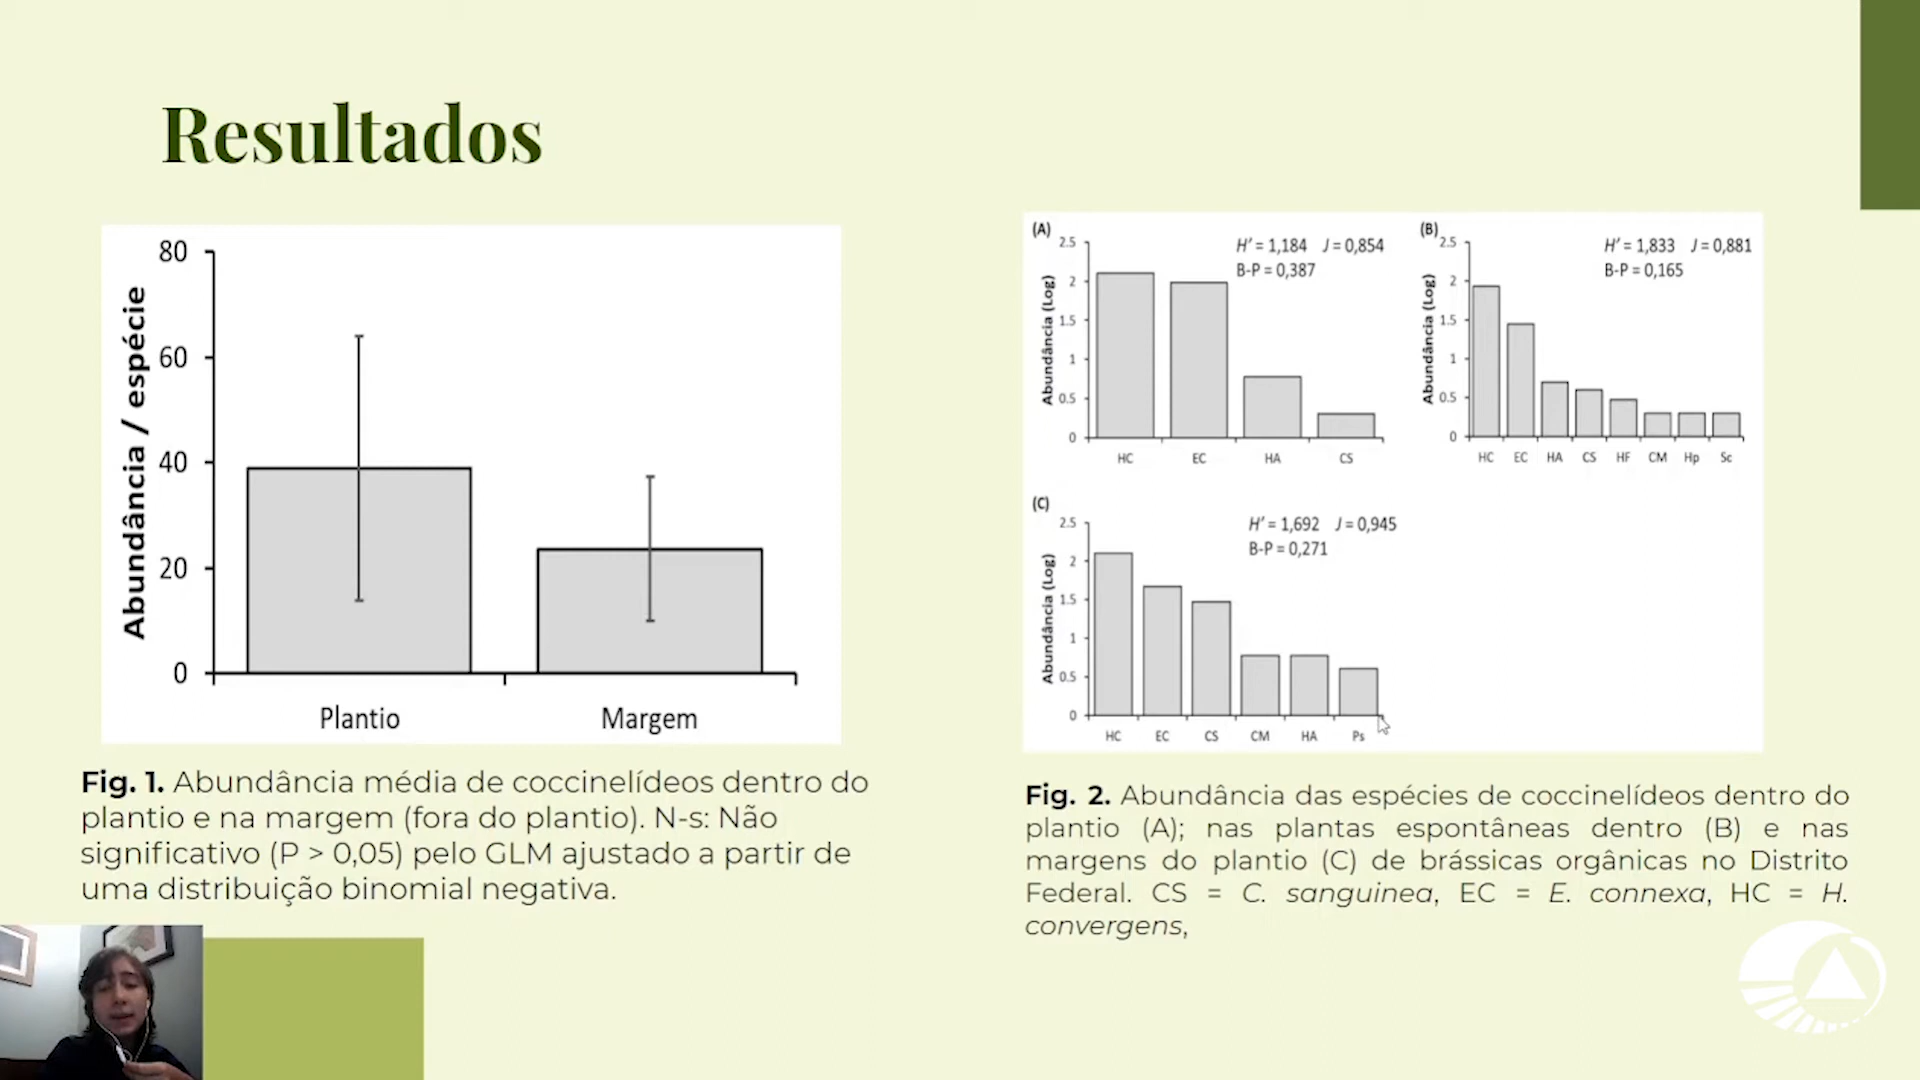 Resultados
80
60
40
20
0
Abundância / espécie
Plantio
Margem
Fig. 1. Abundância média de coccinelídeos dentro do
plantio e na margem (fora do plantio). N-s: Não
significativo (P > 0,05) pelo GLM ajustado a partir de
uma distribuição binomial negativa.
(A)
H' = 1,184 J = 0,854
B-P = 0,387
2.5
2
1.5
1
0.5
0
Abundância (Log)
HC EC HA CS
(B)
H' = 1,833 J = 0,881
B-P = 0,165
2.5
2
1.5
1
0.5
0
Abundância (Log)
HC EC HA CS HF CM Hp Sc
(C)
H' = 1,692 J = 0,945
B-P = 0,271
2.5
2
1.5
1
0.5
0
Abundância (Log)
HC EC CS CM HA Ps
Fig. 2. Abundância das espécies de coccinelídeos dentro do
plantio (A); nas plantas espontâneas dentro (B) e nas
margens do plantio (C) de brássicas orgânicas no Distrito
Federal. CS = C. sanguinea, EC = E. connexa, HC = H.
convergens,